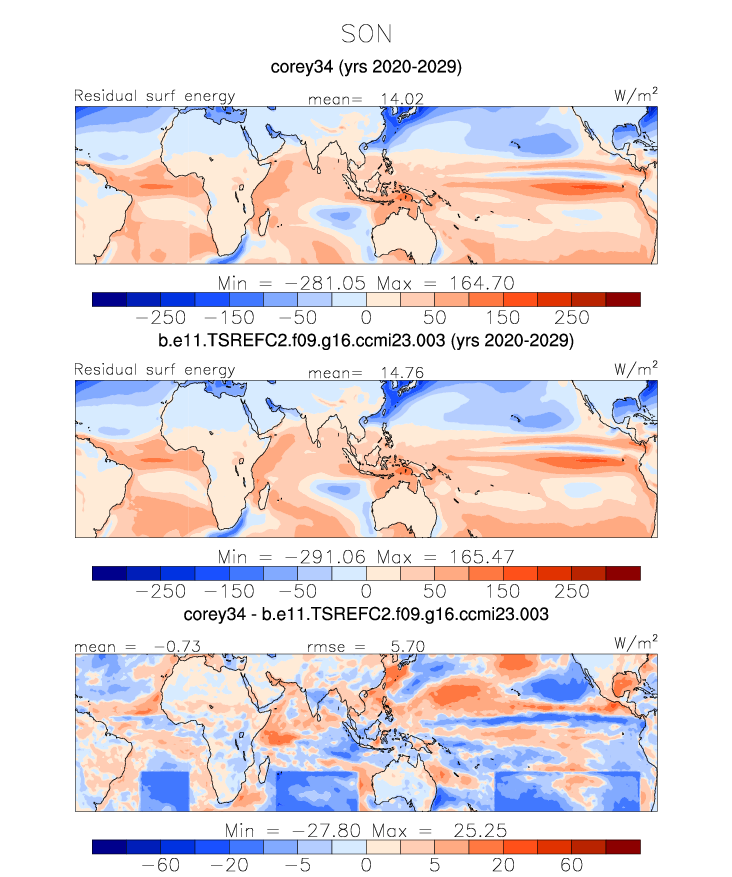 SON
corey34 (yrs 2020-2029)
Residual surf energy mean= 14.02 W/m²
Min = −281.05 Max = 164.70
−250 −150 −50 0 50 150 250
b.e11.TSREFC2.f09.g16.ccmi23.003 (yrs 2020-2029)
Residual surf energy mean= 14.76 W/m²
Min = −291.06 Max = 165.47
−250 −150 −50 0 50 150 250
corey34 - b.e11.TSREFC2.f09.g16.ccmi23.003
mean = −0.73 rmse = 5.70 W/m²
Min = −27.80 Max = 25.25
−60 −20 −5 0 5 20 60